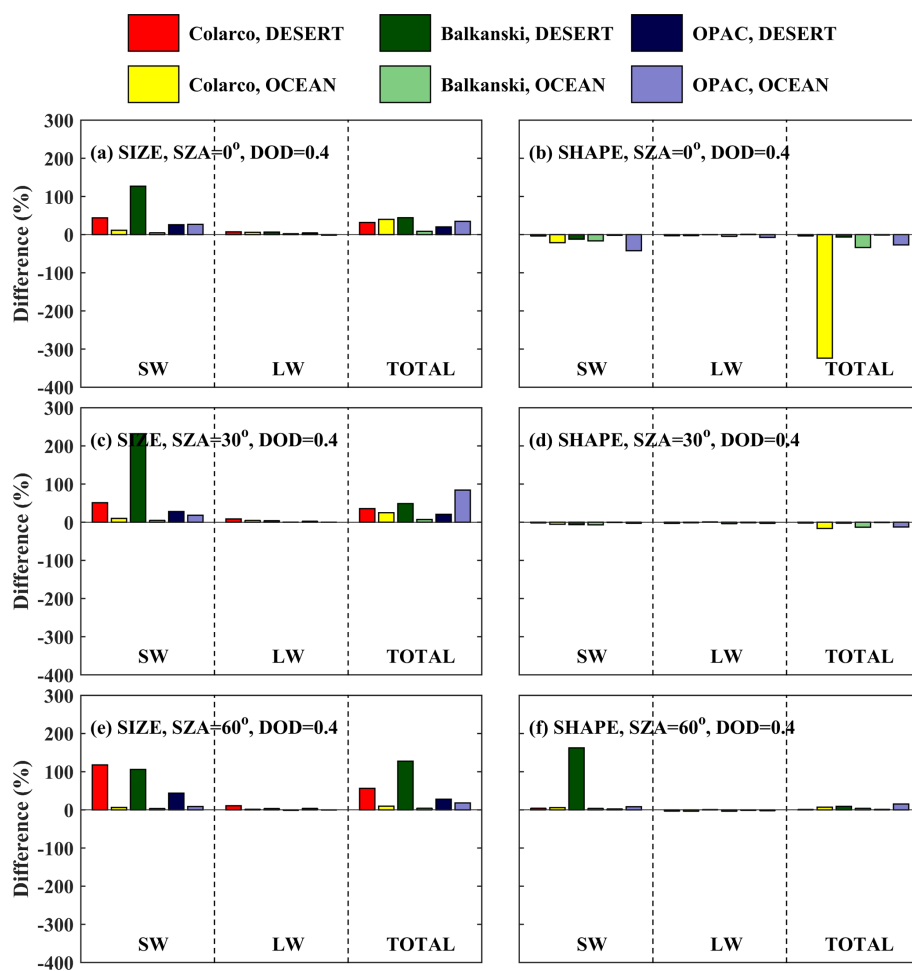 Colarco, DESERT Balkanski, DESERT OPAC, DESERT
Colarco, OCEAN Balkanski, OCEAN OPAC, OCEAN
(a) SIZE, SZA=0°, DOD=0.4
(b) SHAPE, SZA=0°, DOD=0.4
Difference (%)
300
200
100
0
-100
-200
-300
-400
SW LW TOTAL
SW LW TOTAL
(c) SIZE, SZA=30°, DOD=0.4
(d) SHAPE, SZA=30°, DOD=0.4
Difference (%)
300
200
100
0
-100
-200
-300
-400
SW LW TOTAL
SW LW TOTAL
(e) SIZE, SZA=60°, DOD=0.4
(f) SHAPE, SZA=60°, DOD=0.4
Difference (%)
300
200
100
0
-100
-200
-300
-400
SW LW TOTAL
SW LW TOTAL